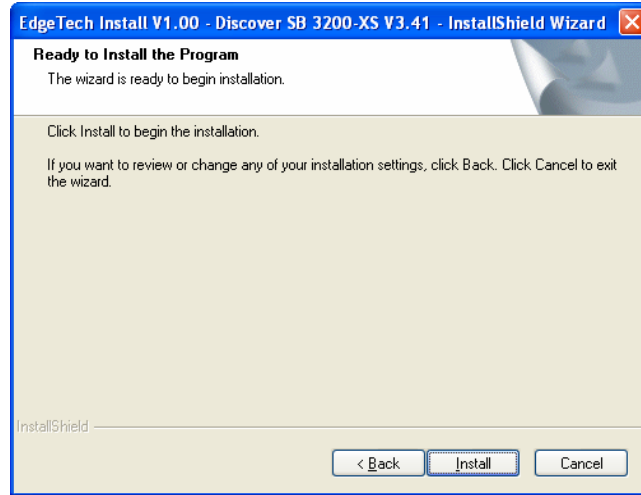 EdgeTech Install V1.00 - Discover SB 3200-XS V3.41 - InstallShield Wizard
Ready to Install the Program
The wizard is ready to begin installation.
Click Install to begin the installation.
If you want to review or change any of your installation settings, click Back. Click Cancel to exit
the wizard.
InstallShield
< Back Install Cancel